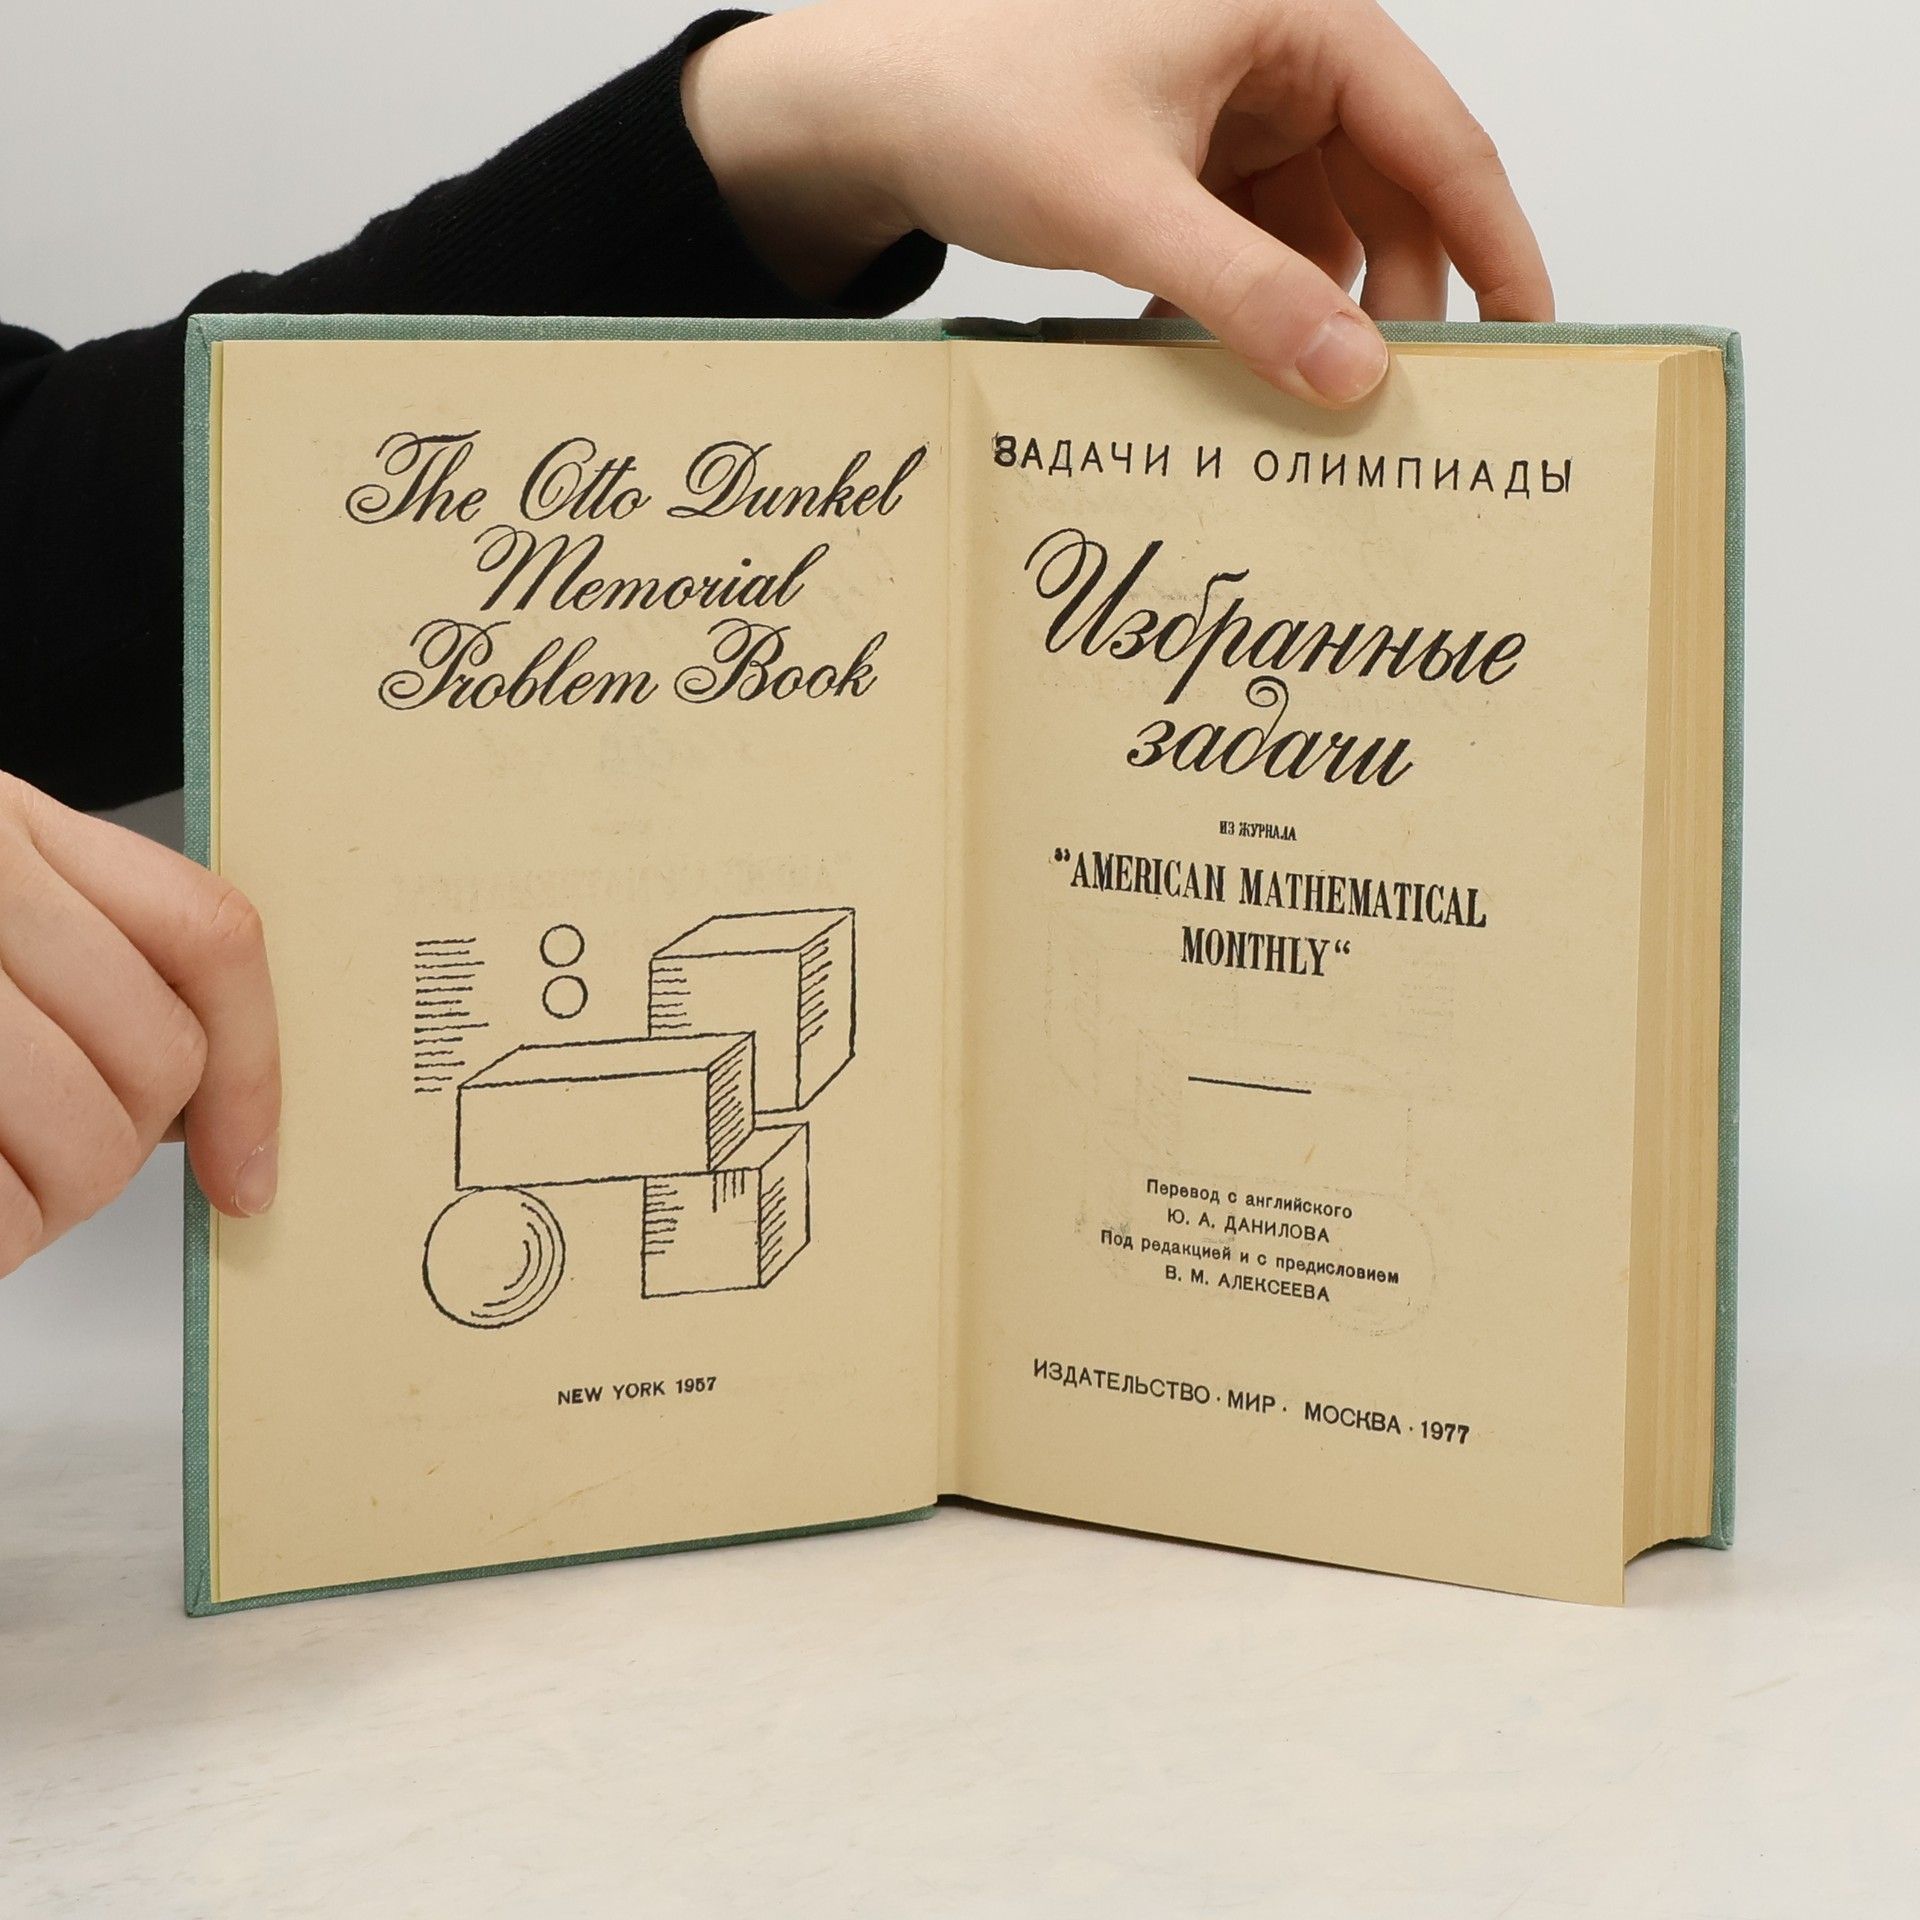 The Otto Dunkel
Memorial
Problem Book
NEW YORK 1957
ЗАДАЧИ И ОЛИМПИАДЫ
Избранные
задачи
ИЗ ЖУРНАЛА
"AMERICAN MATHEMATICAL
MONTHLY"
Перевод с английского
Ю. А. ДАНИЛОВА
Под редакцией и с предисловием
В. М. АЛЕКСЕЕВА
ИЗДАТЕЛЬСТВО · МИР · МОСКВА · 1977